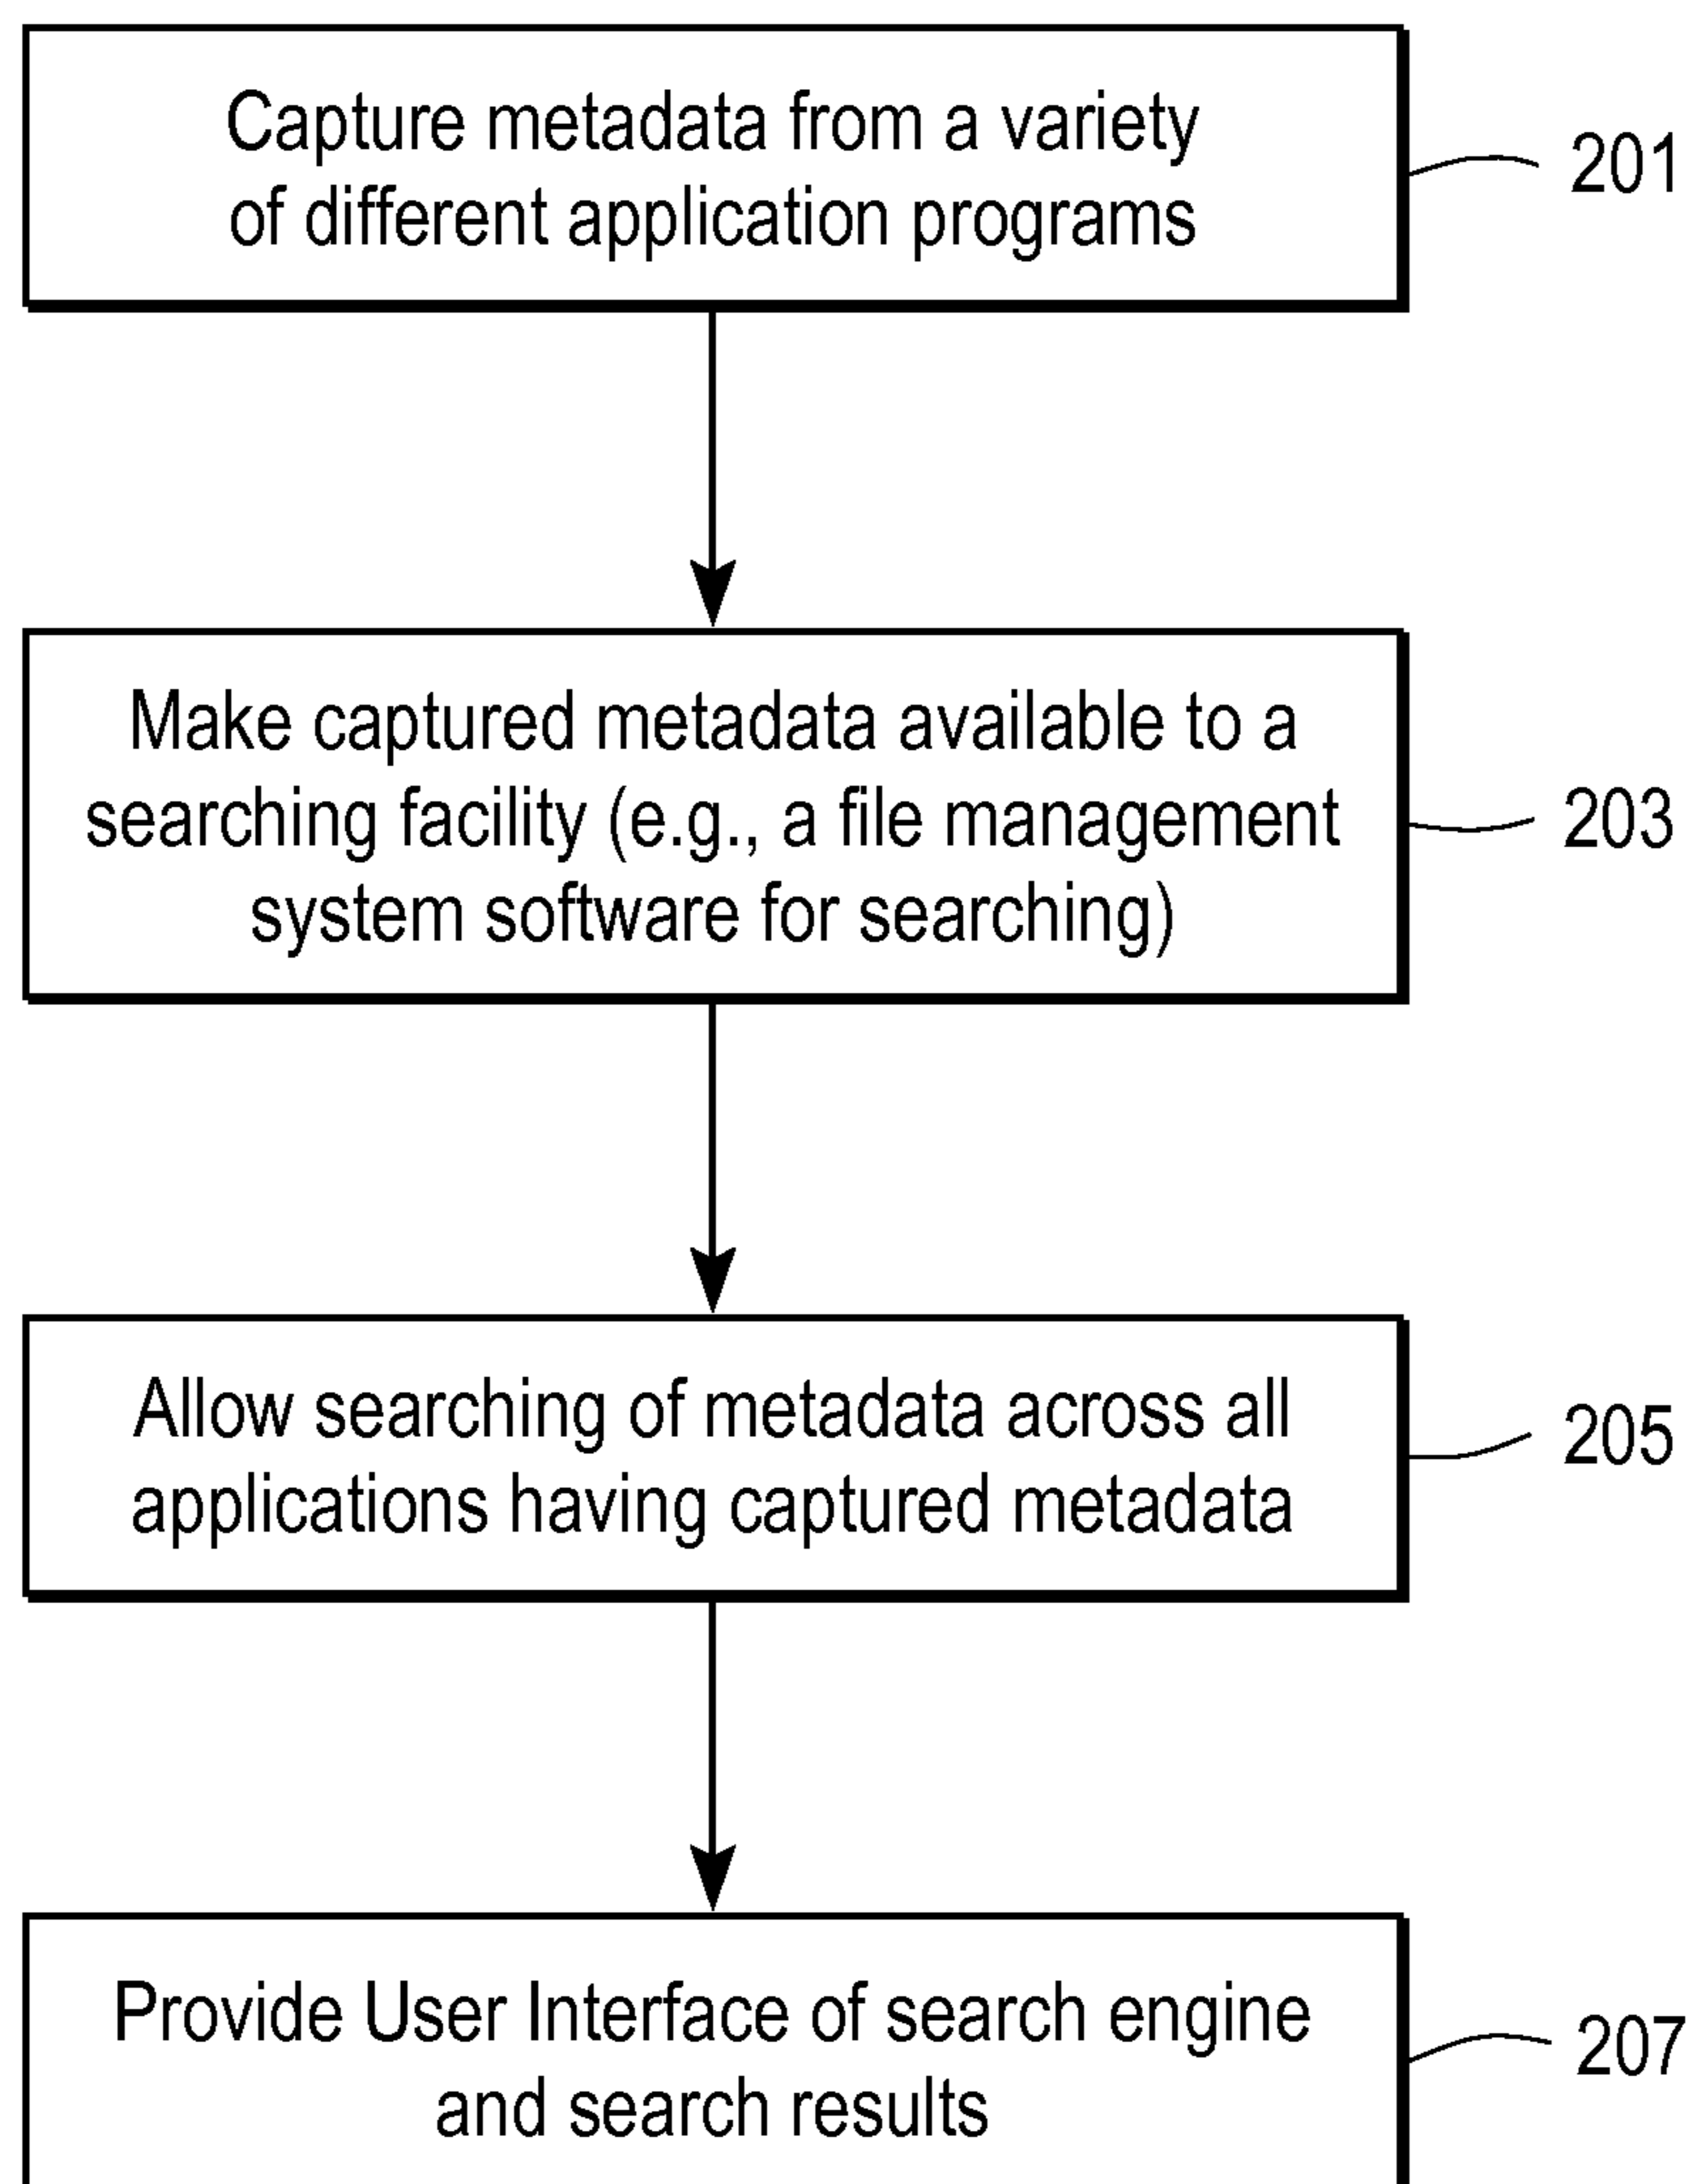 Capture metadata from a variety
of different application programs
201
Make captured metadata available to a
searching facility (e.g., a file management
system software for searching)
203
Allow searching of metadata across all
applications having captured metadata
205
Provide User Interface of search engine
and search results
207